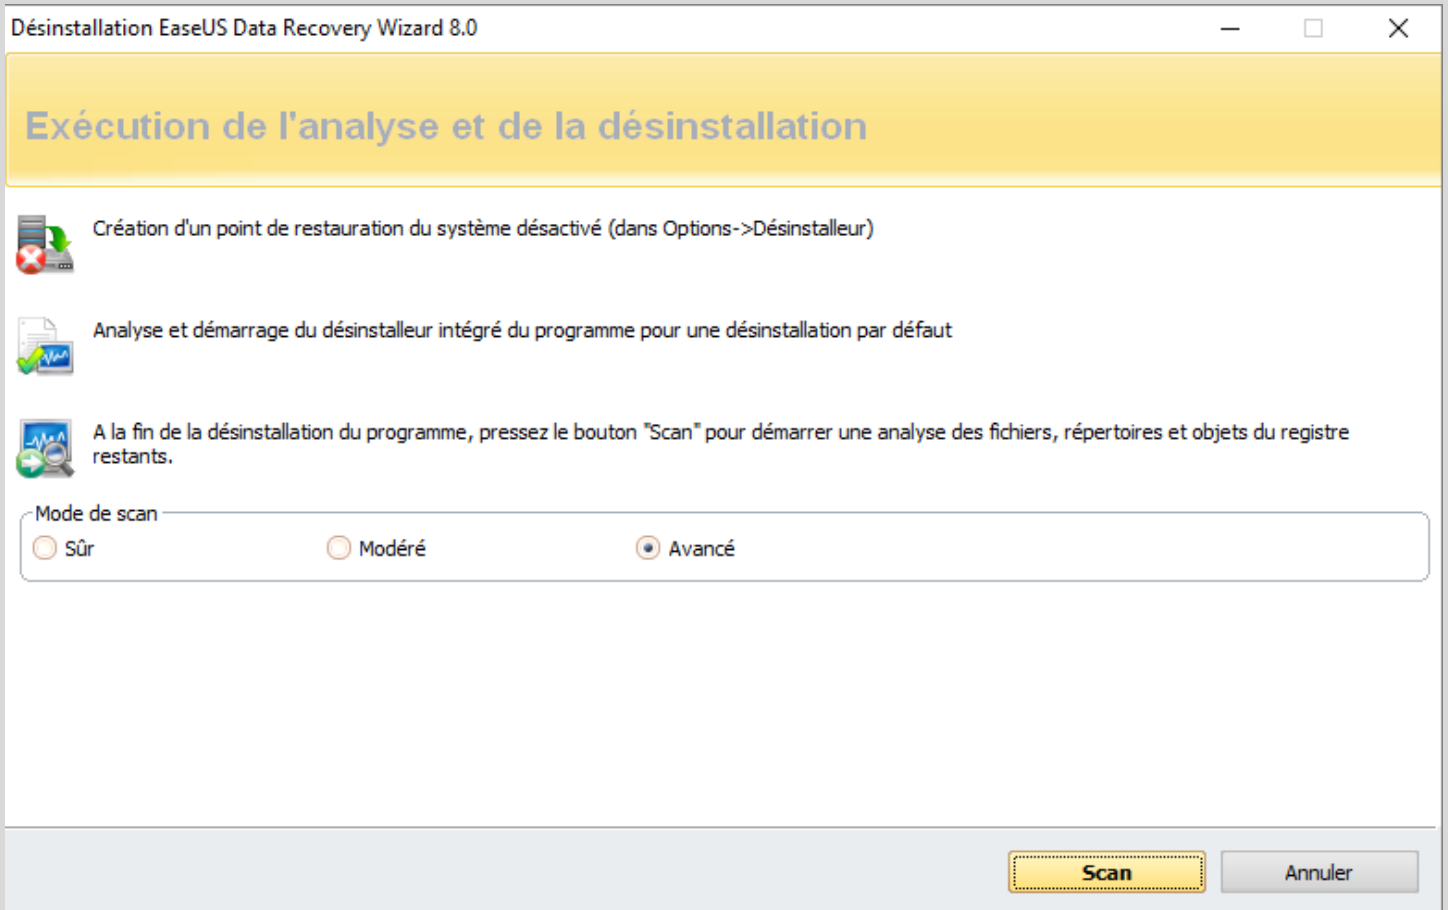 Désinstallation EaseUS Data Recovery Wizard 8.0
Exécution de l'analyse et de la désinstallation
Création d'un point de restauration du système désactivé (dans Options->Désinstalleur)
Analyse et démarrage du désinstalleur intégré du programme pour une désinstallation par défaut
A la fin de la désinstallation du programme, pressez le bouton "Scan" pour démarrer une analyse des fichiers, répertoires et objets du registre
restants.
Mode de scan
Sûr Modéré Avancé
Scan Annuler